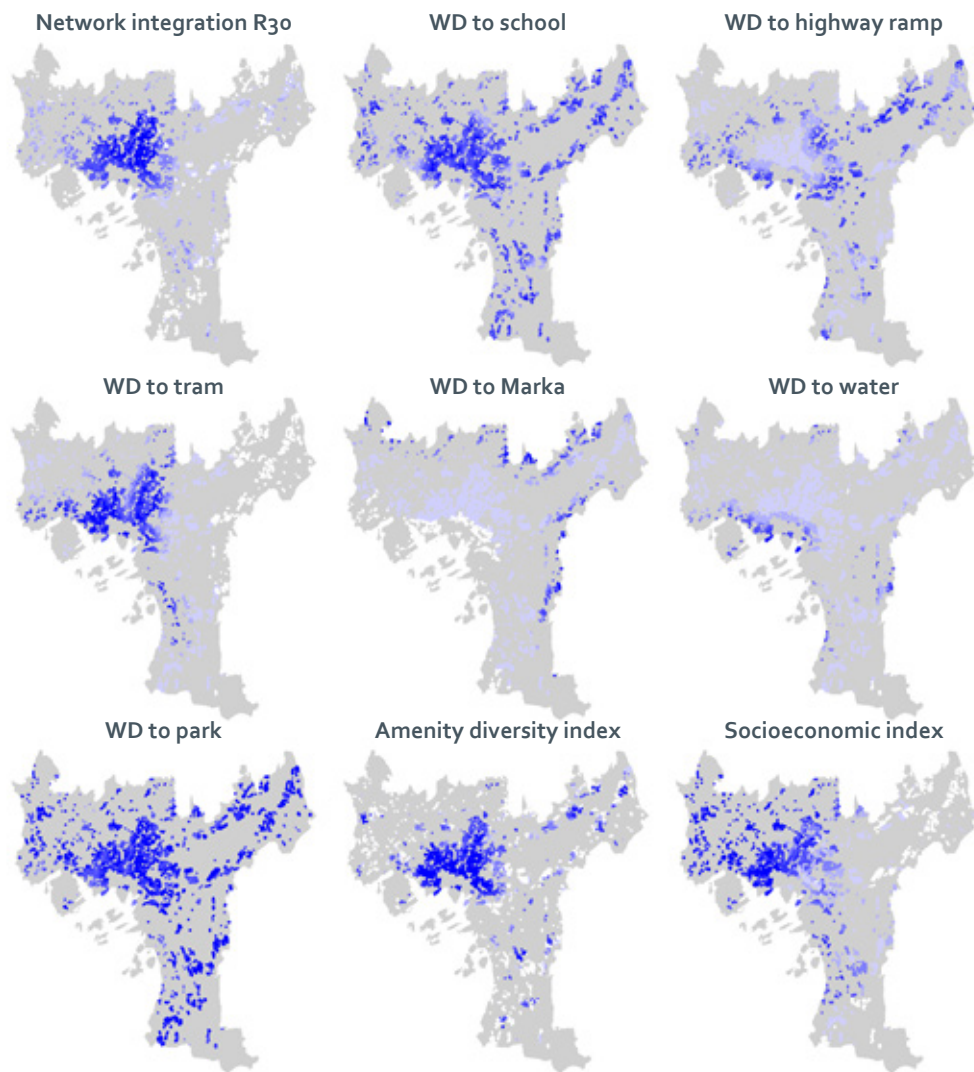 Network integration R30
WD to school
WD to highway ramp
WD to tram
WD to Marka
WD to water
WD to park
Amenity diversity index
Socioeconomic index